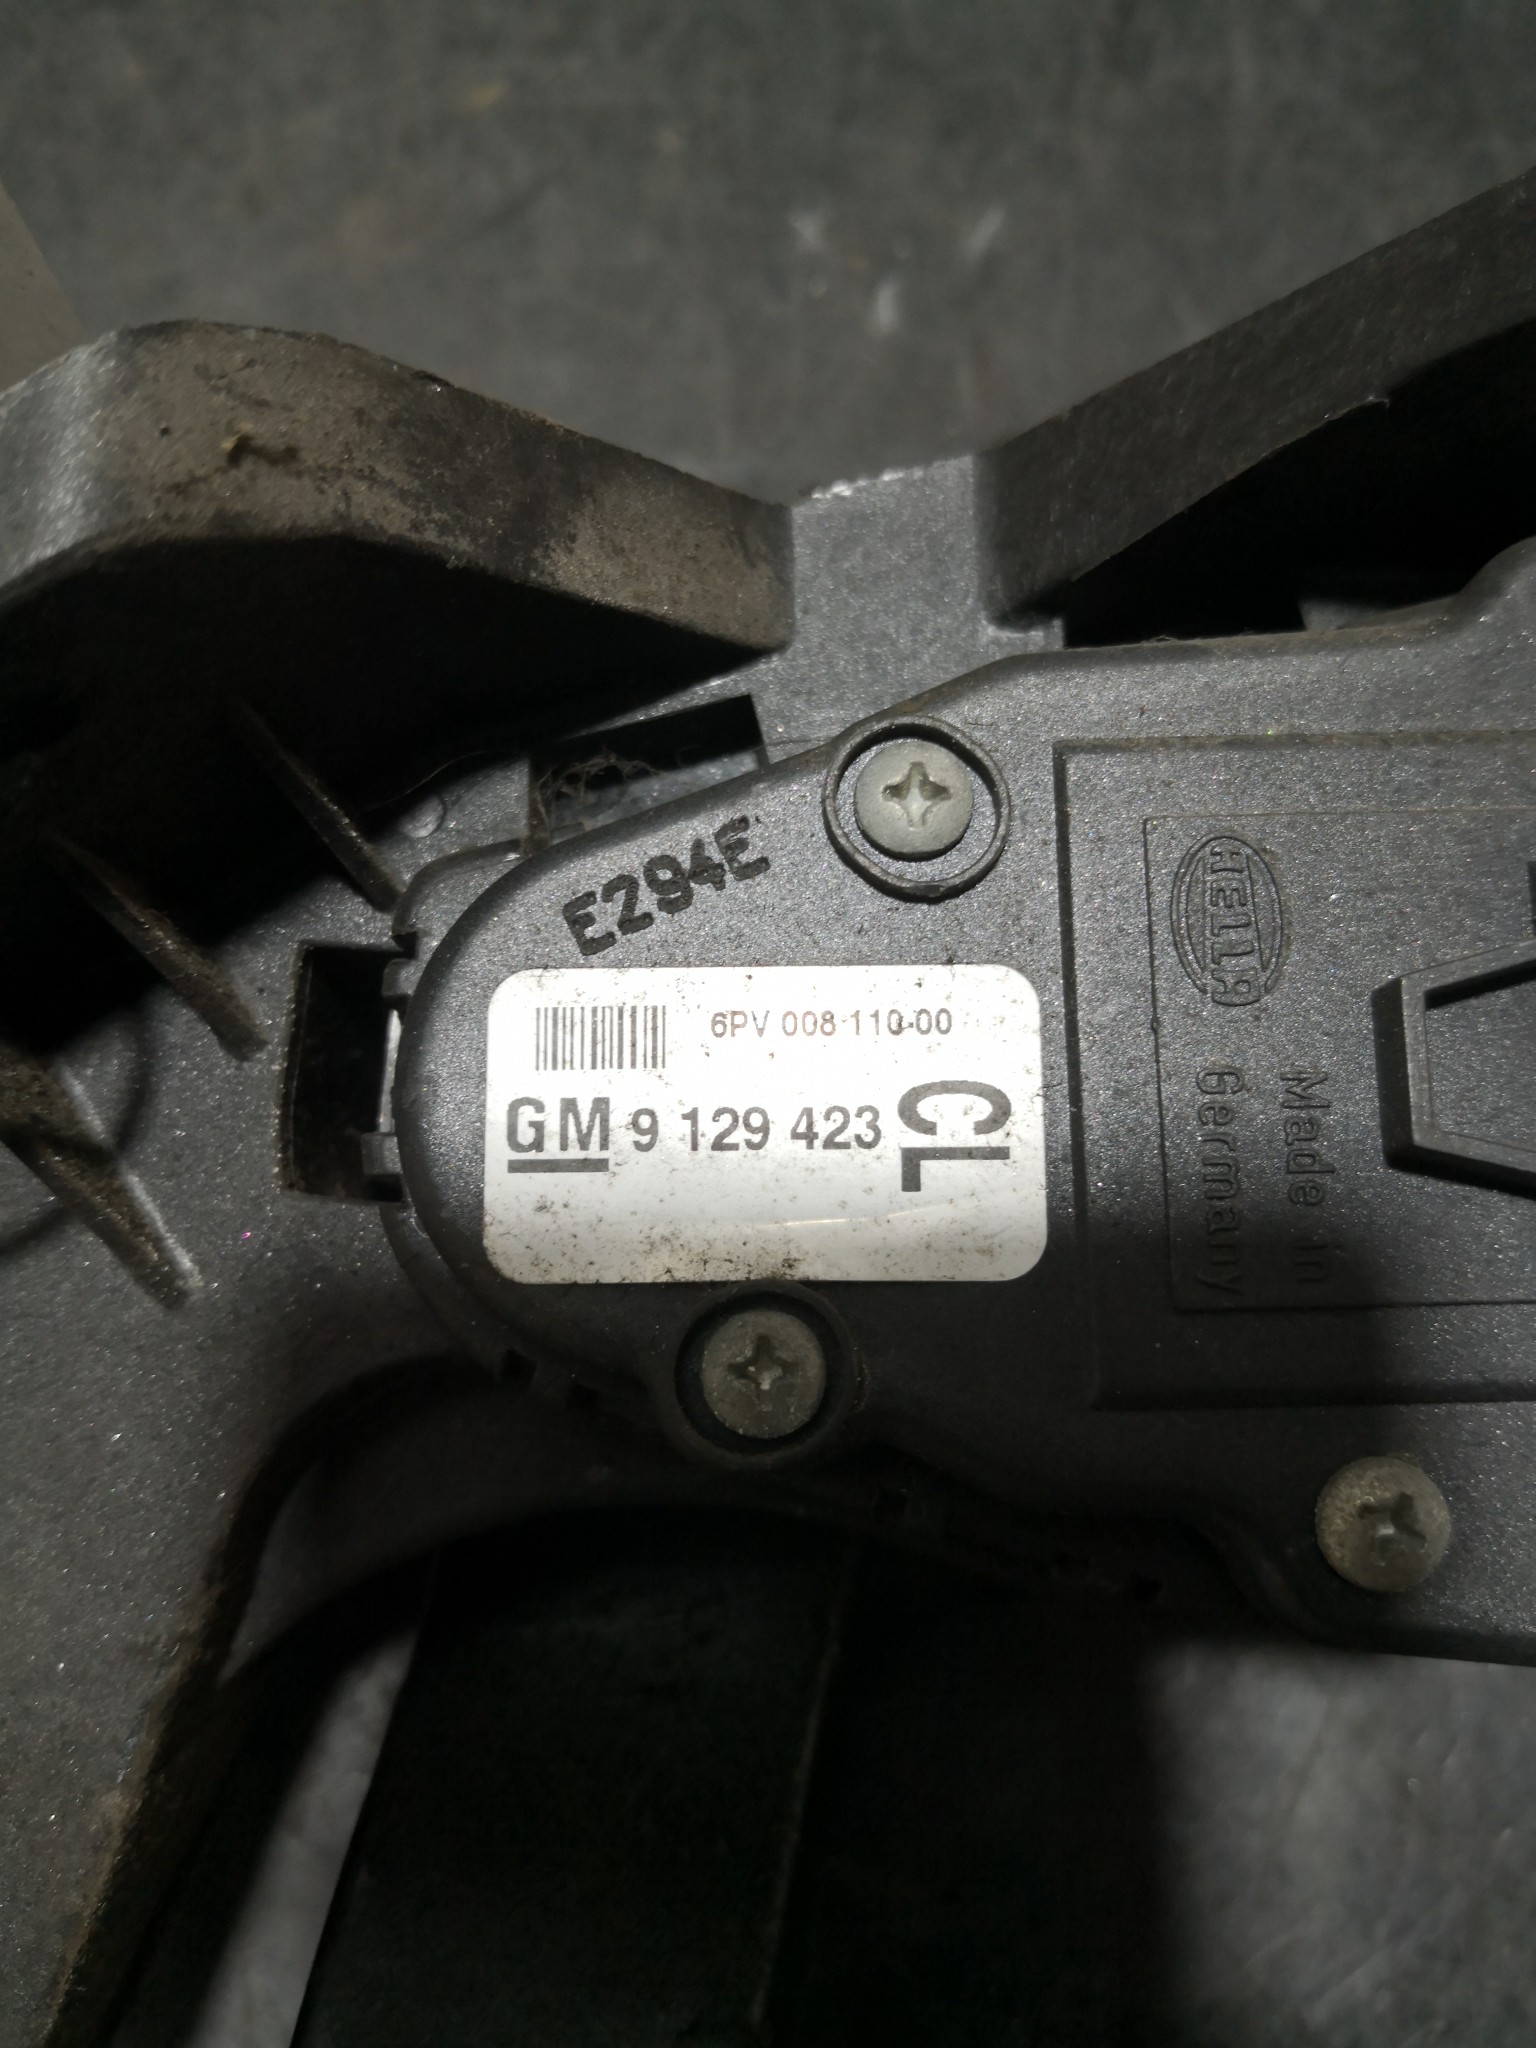 E294E
6PV 008 110-00
GM 9 129 423
CL
HELLA
Made in
Germany